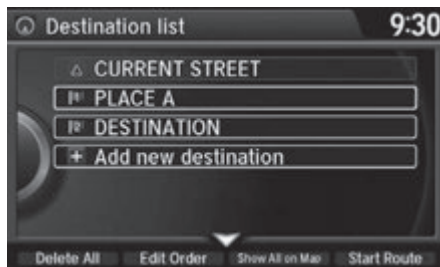 Destination list 9:30
CURRENT STREET
PLACE A
DESTINATION
+ Add new destination
Delete All Edit Order Show All on Map Start Route